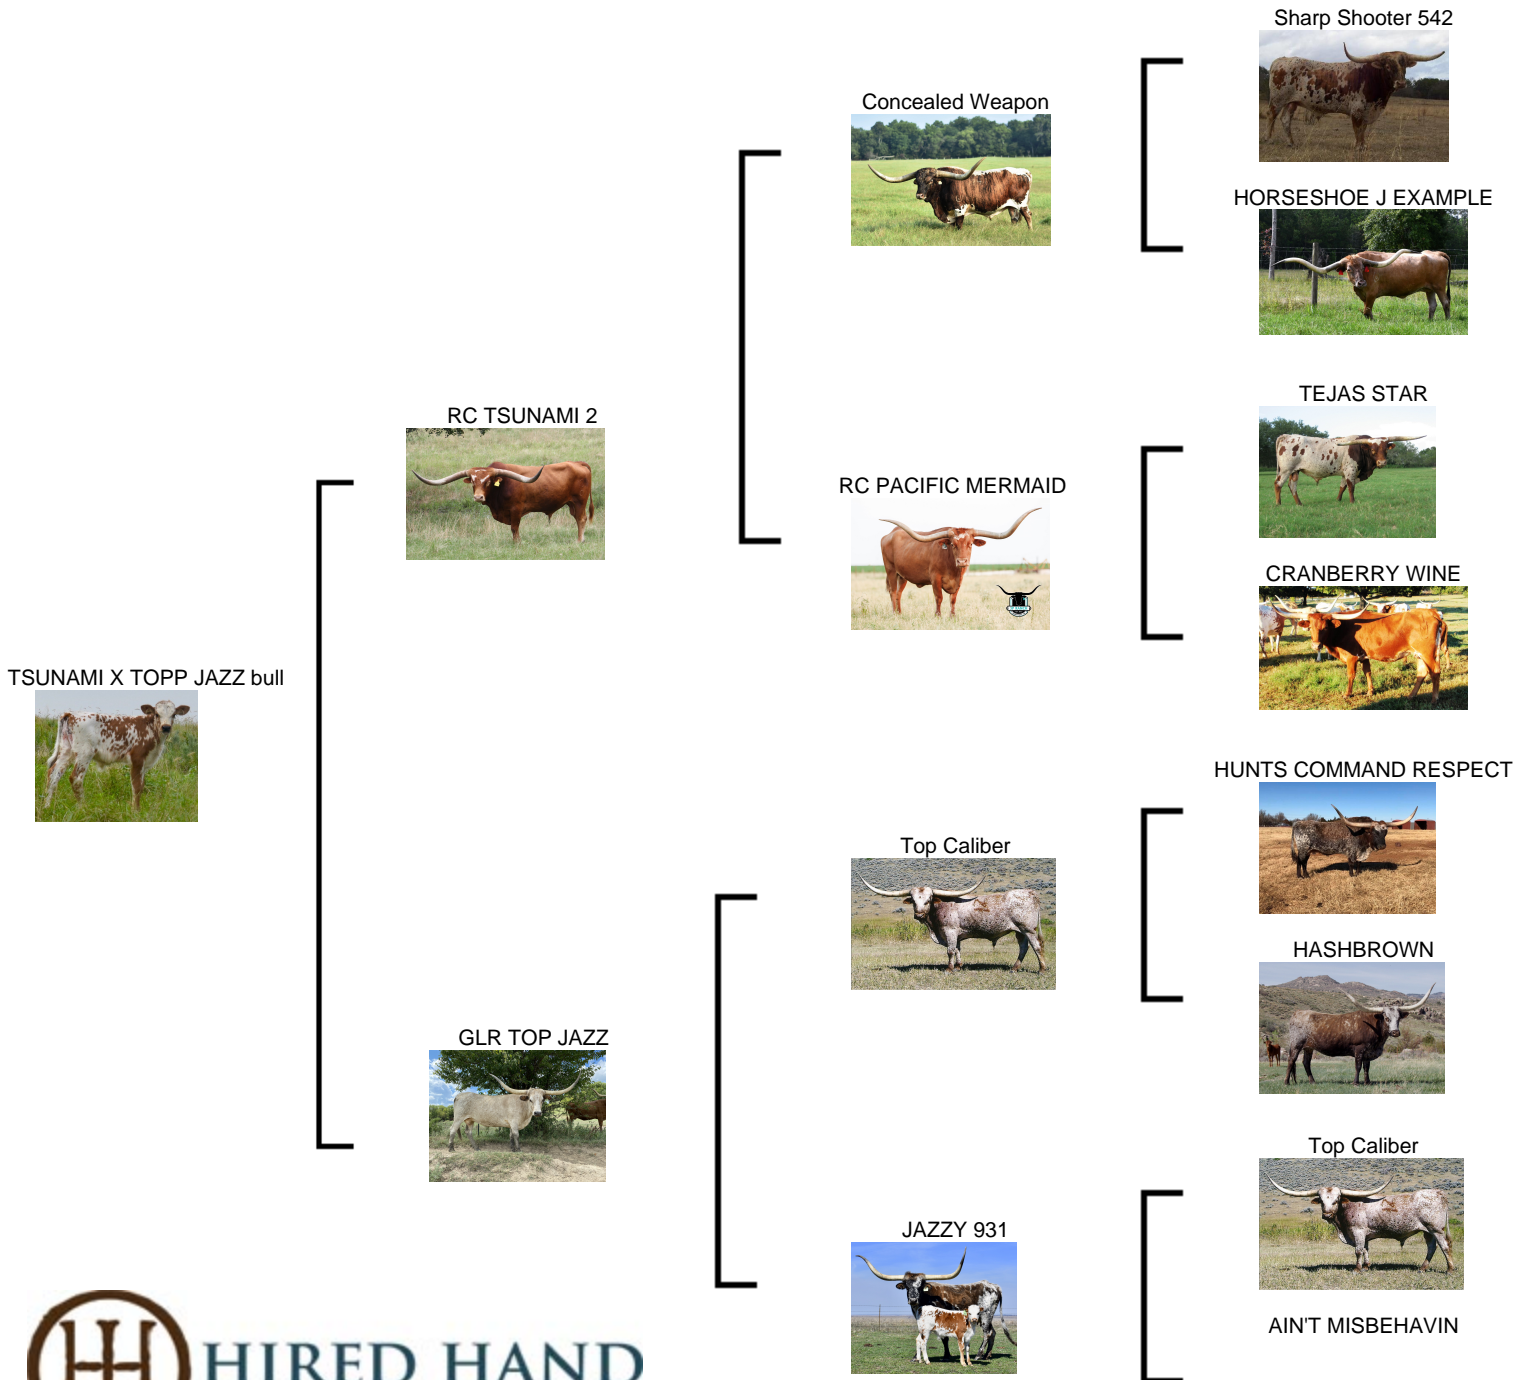 Sharp Shooter 542
Concealed Weapon
HORSESHOE J EXAMPLE
TEJAS STAR
RC TSUNAMI 2
RC PACIFIC MERMAID
CRANBERRY WINE
TSUNAMI X TOPP JAZZ bull
HUNTS COMMAND RESPECT
Top Caliber
HASHBROWN
GLR TOP JAZZ
Top Caliber
JAZZY 931
AIN'T MISBEHAVIN
HIRED HAND